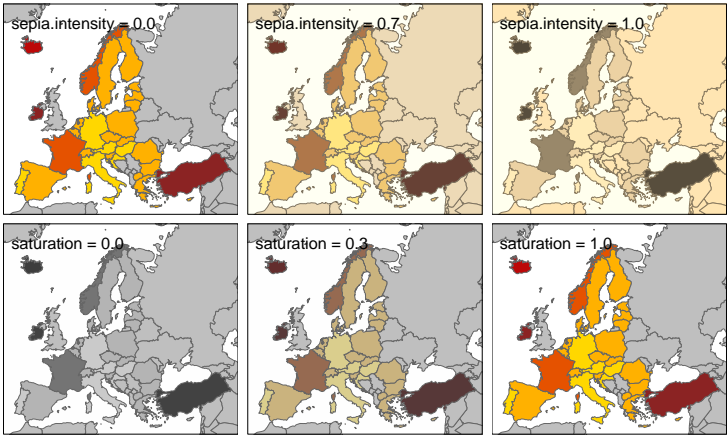 sepia.intensity = 0.0
sepia.intensity = 0.7
sepia.intensity = 1.0
saturation = 0.0
saturation = 0.3
saturation = 1.0